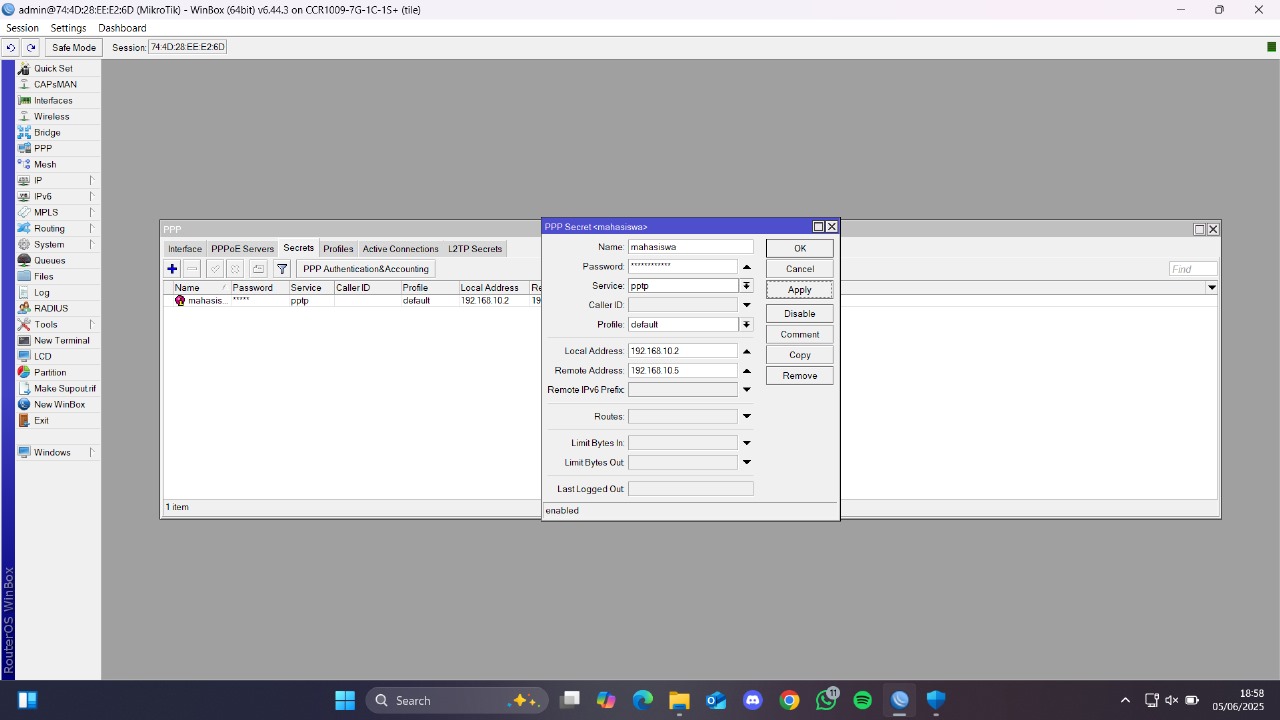 admin@74:4D:28:EE:E2:6D (MikroTik) - WinBox (64bit) v6.44.3 on CCR1009-7G-1C-1S+ (tile)
Session Settings Dashboard
Safe Mode Session: 74:4D:28:EE:E2:6D
Quick Set
CAPsMAN
Interfaces
Wireless
Bridge
PPP
Mesh
IP
IPv6
MPLS
Routing
System
Queues
Files
Log
RADIUS
Tools
New Terminal
LCD
Partition
Make Supout.rif
New WinBox
Exit
Windows
RouterOS WinBox
PPP
Interface PPPoE Servers Secrets Profiles Active Connections L2TP Secrets
PPP Authentication&Accounting Find
Name Password Service Caller ID Profile Local Address Re
mahasis... ***** pptp default 192.168.10.2 19
1 item
PPP Secret <mahasiswa>
Name: mahasiswa
Password: ************
Service: pptp
Caller ID:
Profile: default
Local Address: 192.168.10.2
Remote Address: 192.168.10.5
Remote IPv6 Prefix:
Routes:
Limit Bytes In:
Limit Bytes Out:
Last Logged Out:
enabled
OK
Cancel
Apply
Disable
Comment
Copy
Remove
Search
11
18:58
05/06/2025